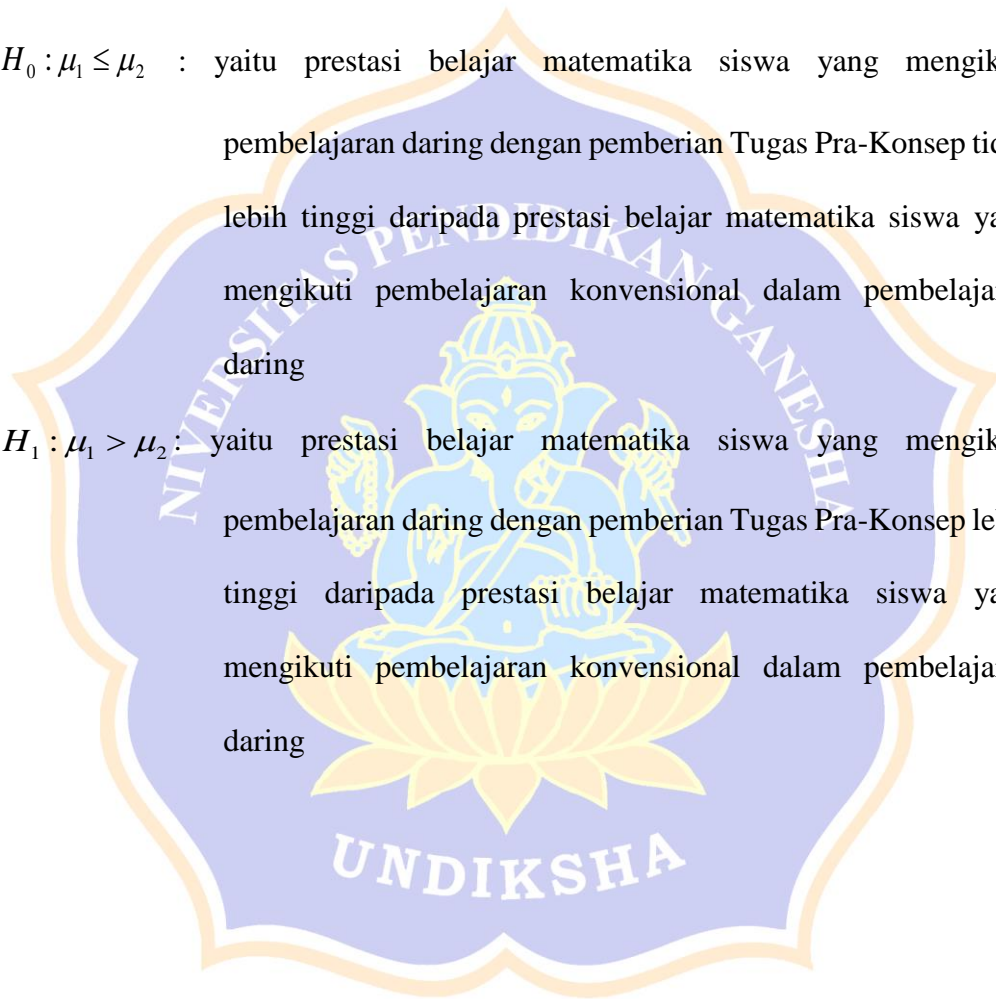 H₀ : μ₁ ≤ μ₂ : yaitu prestasi belajar matematika siswa yang mengik
pembelajaran daring dengan pemberian Tugas Pra-Konsep tid
lebih tinggi daripada prestasi belajar matematika siswa ya
mengikuti pembelajaran konvensional dalam pembelajar
daring
H₁ : μ₁ > μ₂ : yaitu prestasi belajar matematika siswa yang mengik
pembelajaran daring dengan pemberian Tugas Pra-Konsep leb
tinggi daripada prestasi belajar matematika siswa ya
mengikuti pembelajaran konvensional dalam pembelajar
daring
NIVERSITAS PENDIDIKAN GANESHA
UNDIKSHA